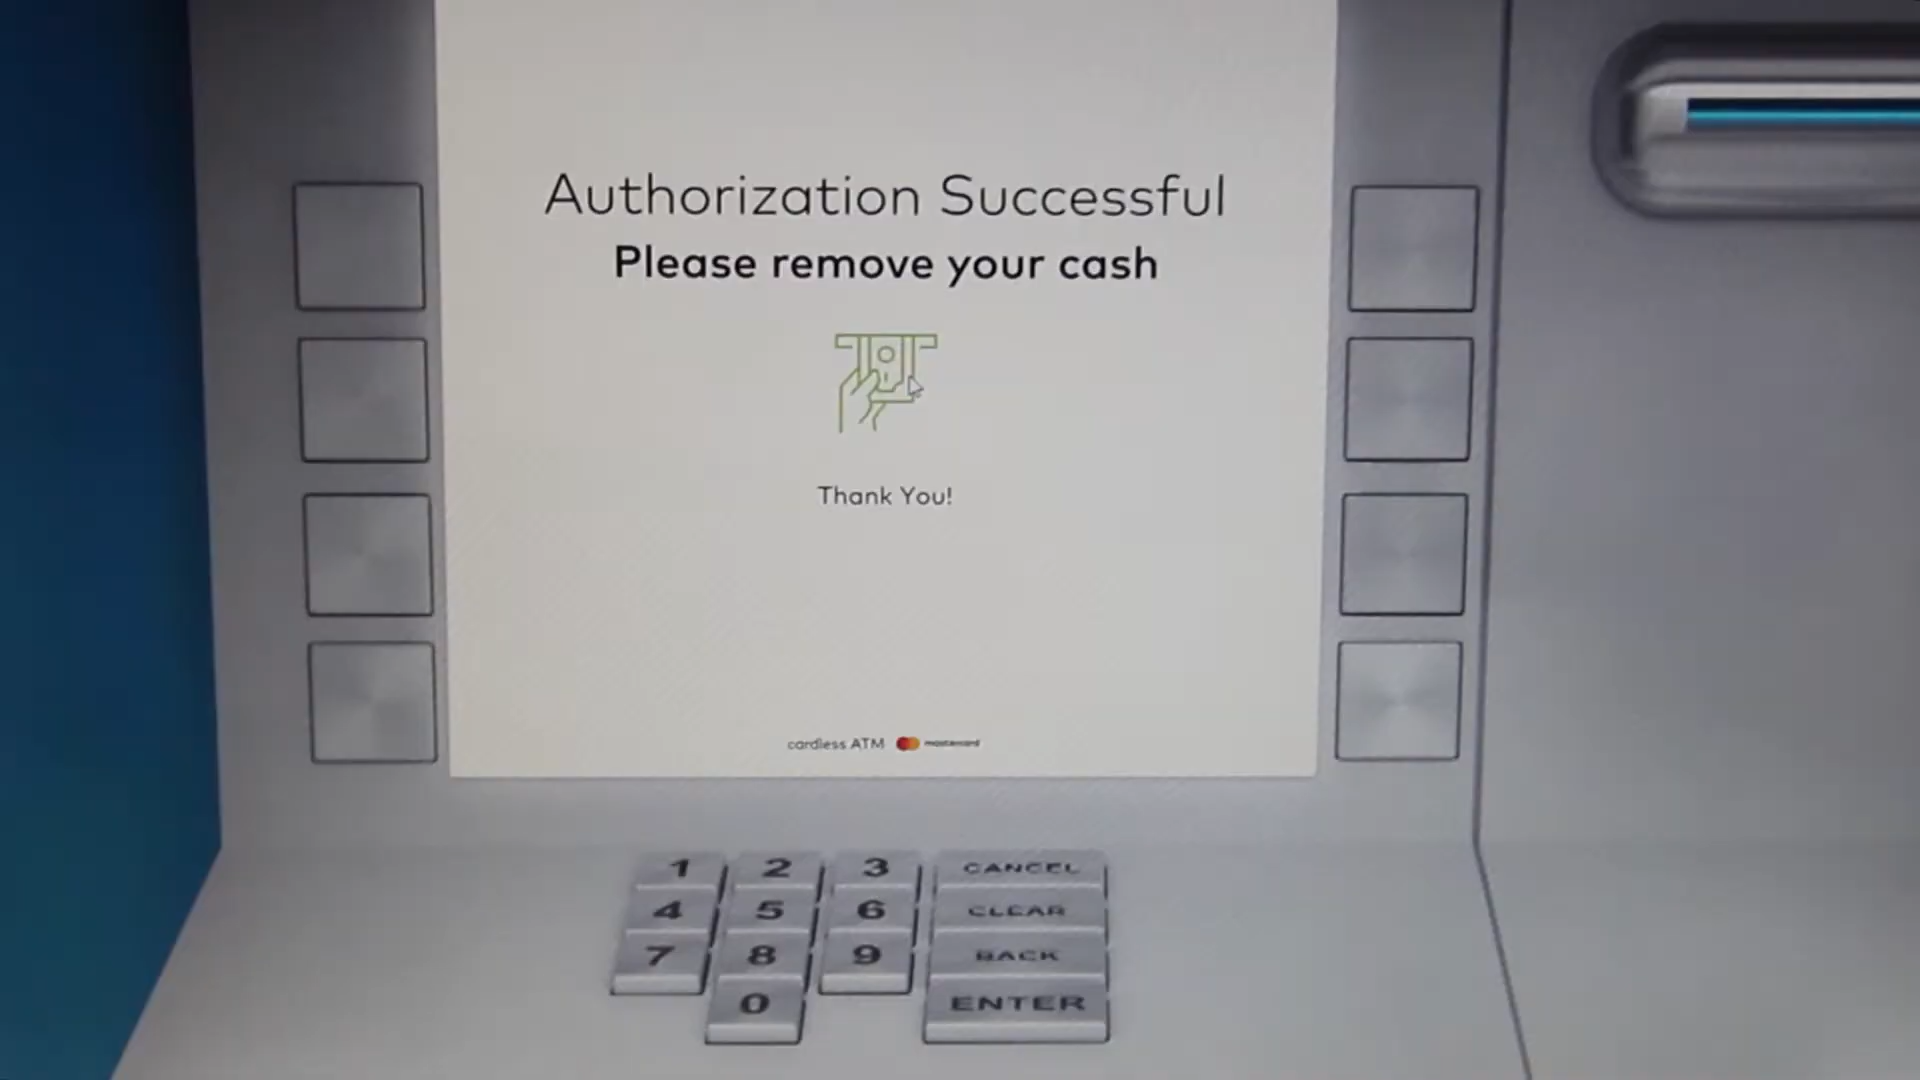 Authorization Successful
Please remove your cash
Thank You!
cardless ATM mastercard
1 2 3 CANCEL
4 5 6 CLEAR
7 8 9 BACK
0 ENTER